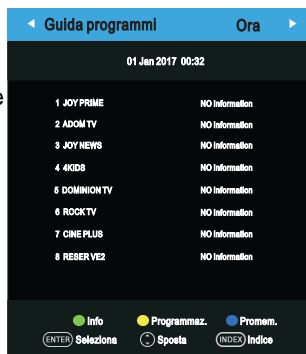 Guida programmi Ora
01 Jan 2017 00:32
e
1 JOY PRIME NO Information
2 ADOM TV NO Information
3 JOY NEWS NO Information
4 4KIDS NO Information
5 DOMINION TV NO Information
6 ROCK TV NO Information
7 CINE PLUS NO Information
8 RESER VE2 NO Information
Info Programmaz. Promem.
ENTER Seleziona Sposta INDEX Indice